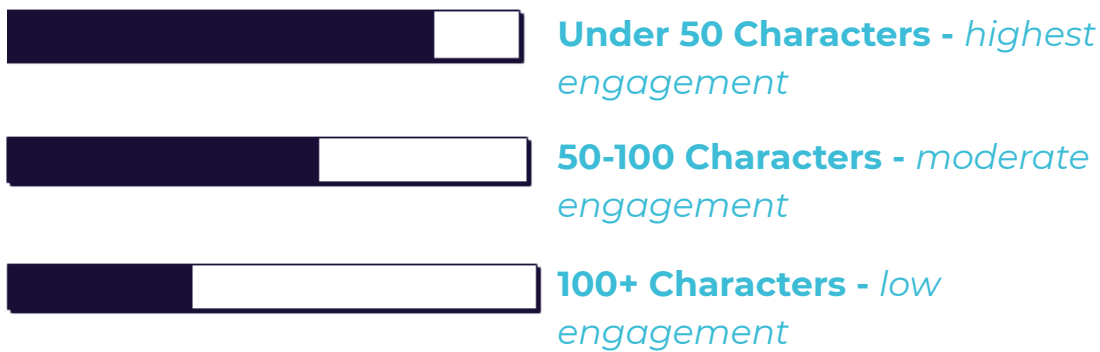 Under 50 Characters - highest
engagement
50-100 Characters - moderate
engagement
100+ Characters - low
engagement